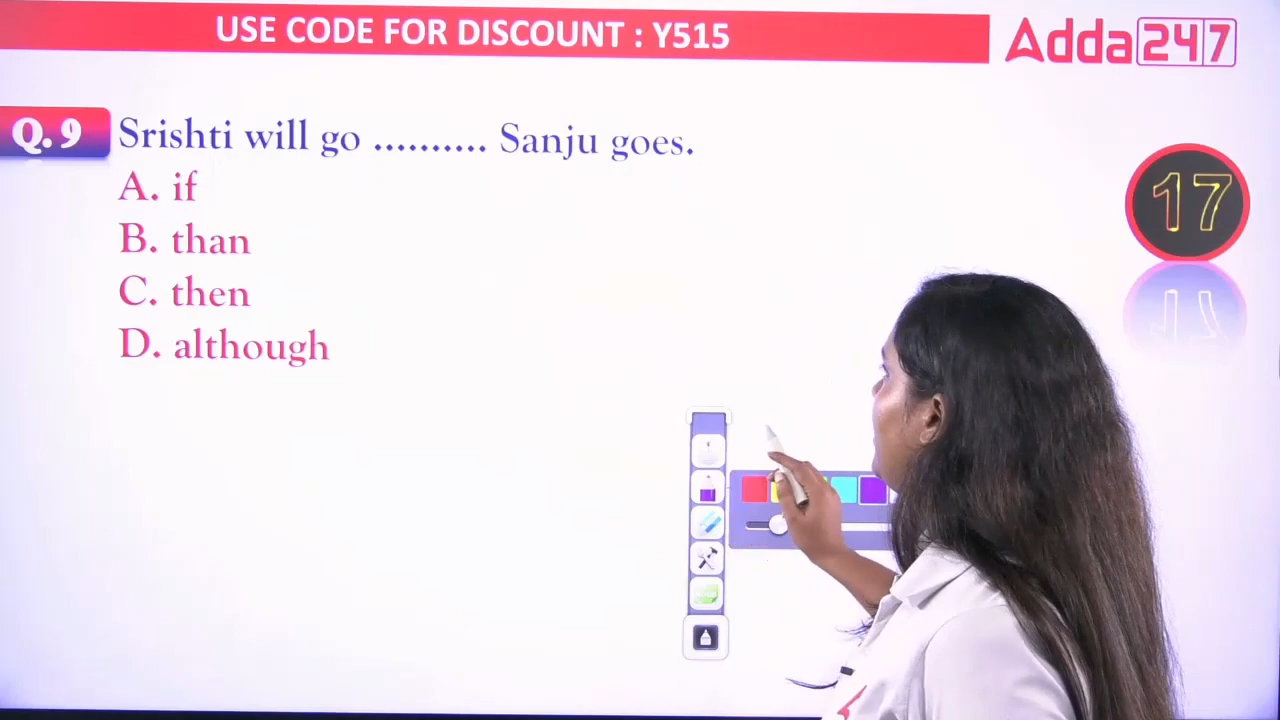 USE CODE FOR DISCOUNT : Y515
Adda247
Q. 9
Srishti will go .......... Sanju goes.
A. if
B. than
C. then
D. although
17